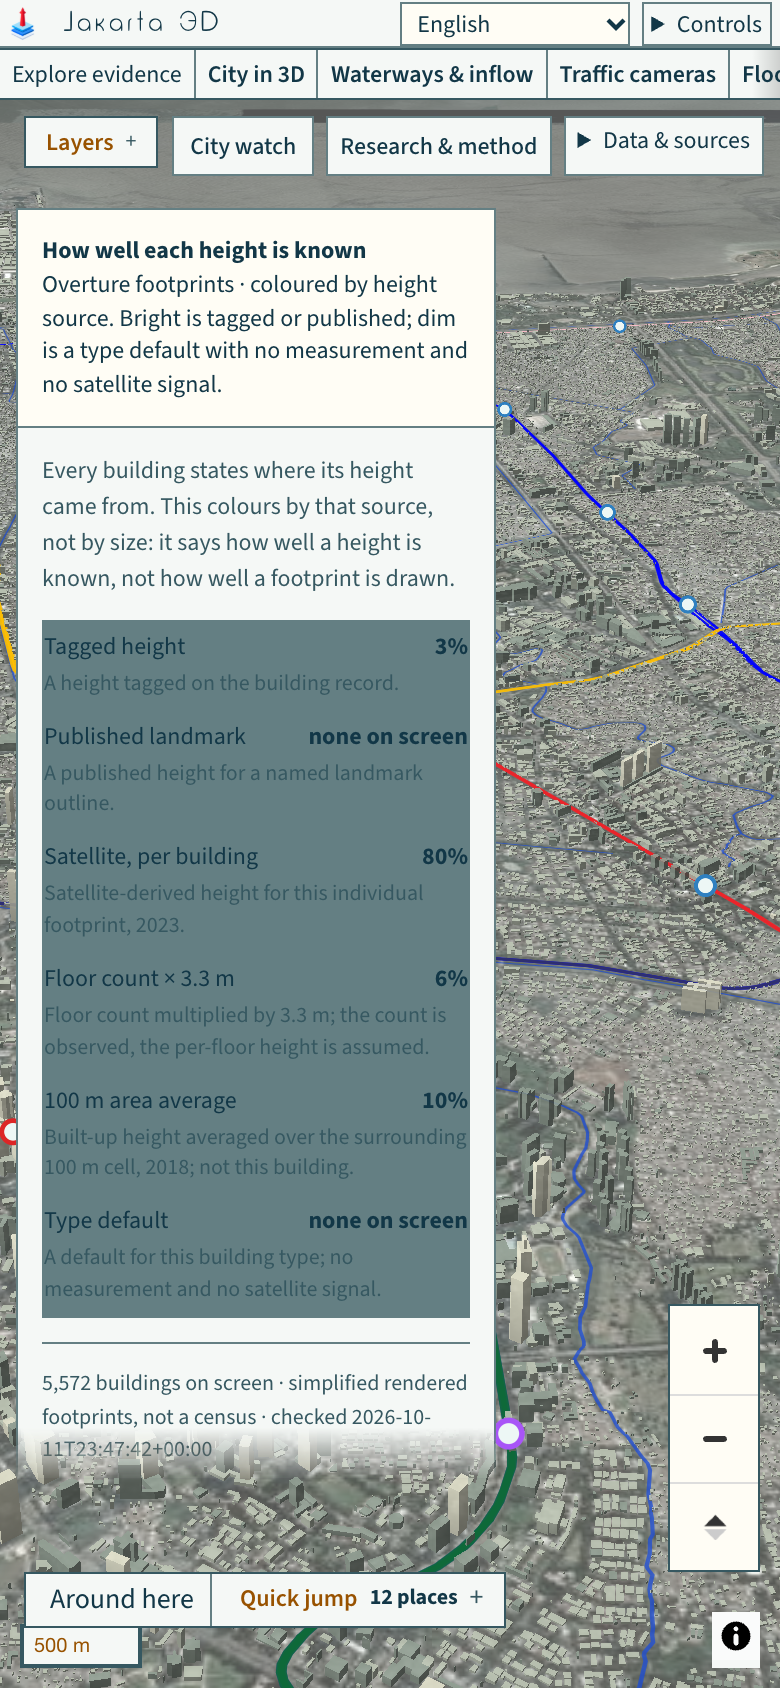 Jakarta 3D
English
Controls
Explore evidence
City in 3D
Waterways & inflow
Traffic cameras
Layers +
City watch
Research & method
Data & sources
How well each height is known
Overture footprints · coloured by height
source. Bright is tagged or published; dim
is a type default with no measurement and
no satellite signal.
Every building states where its height
came from. This colours by that source,
not by size: it says how well a height is
known, not how well a footprint is drawn.
Tagged height 3%
A height tagged on the building record.
Published landmark none on screen
A published height for a named landmark
outline.
Satellite, per building 80%
Satellite-derived height for this individual
footprint, 2023.
Floor count × 3.3 m 6%
Floor count multiplied by 3.3 m; the count is
observed, the per-floor height is assumed.
100 m area average 10%
Built-up height averaged over the surrounding
100 m cell, 2018; not this building.
Type default none on screen
A default for this building type; no
measurement and no satellite signal.
5,572 buildings on screen · simplified rendered
footprints, not a census · checked 2026-10-
11T23:47:42+00:00
Around here
Quick jump 12 places +
500 m